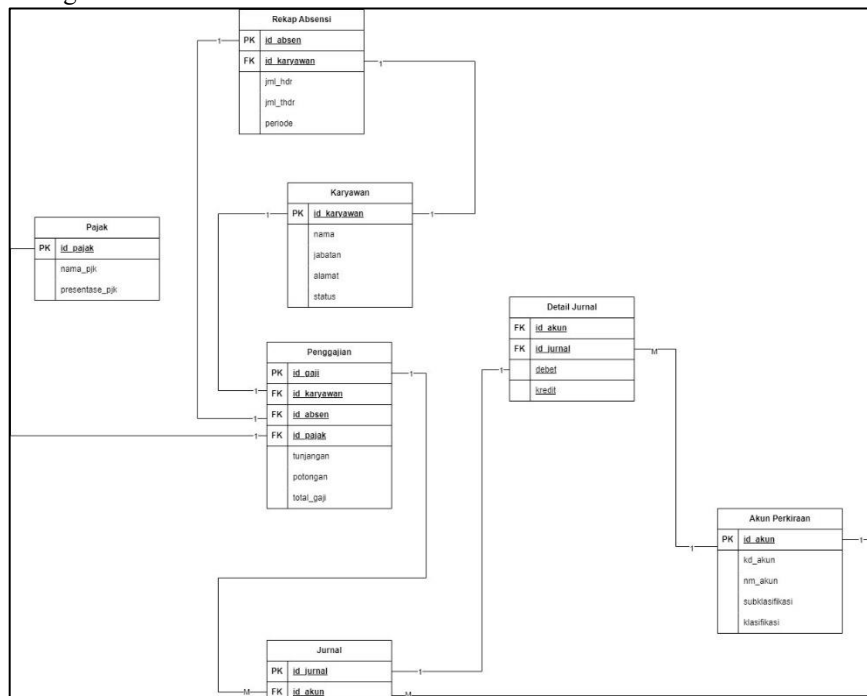 Rekap Absensi
PK id_absen
FK id_karyawan
jml_hdr
jml_thdr
periode
1
1
Karyawan
PK id_karyawan
nama
jabatan
alamat
status
1
1
Pajak
PK id_pajak
nama_pjk
presentase_pjk
Penggajian
PK id_gaji
FK id_karyawan
FK id_absen
FK id_pajak
tunjangan
potongan
total_gaji
1
1
1
1
Detail Jurnal
FK id_akun
FK id_jurnal
debet
kredit
M
1
Akun Perkiraan
PK id_akun
kd_akun
nm_akun
subklasifikasi
klasifikasi
1
1
Jurnal
PK id_jurnal
FK id_akun
1
M
M